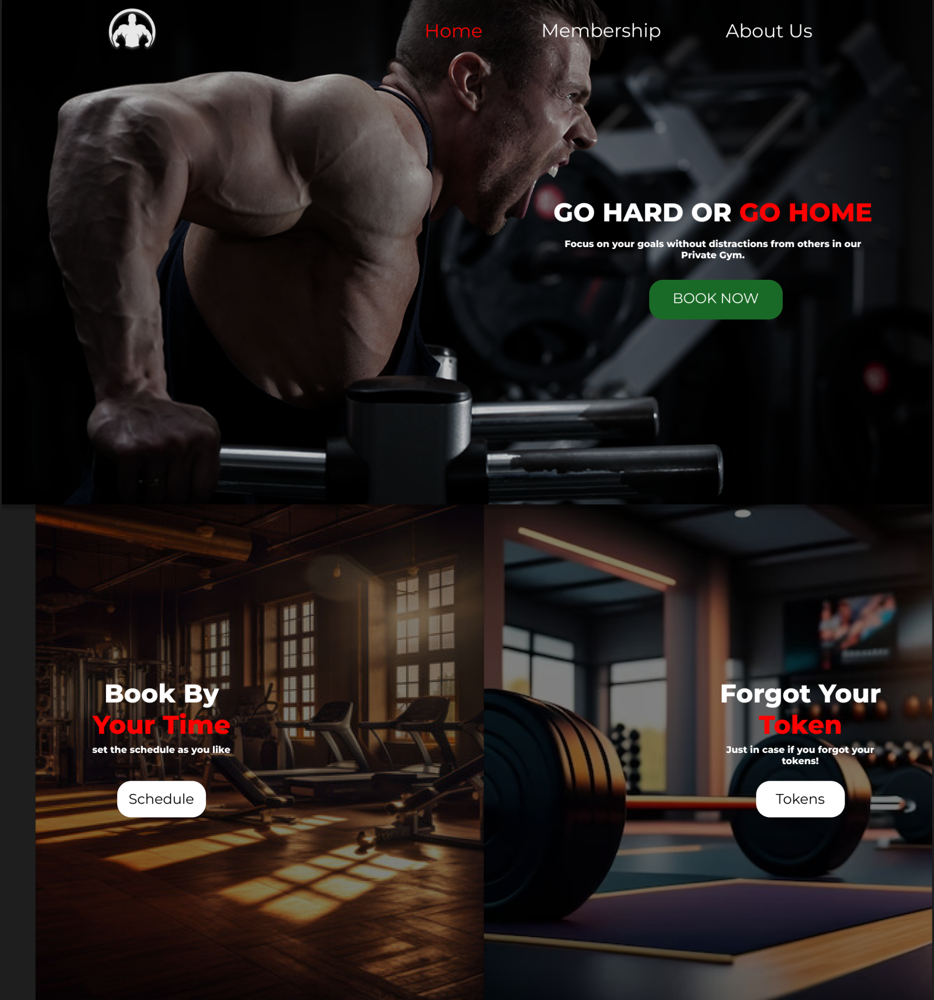 Home Membership About Us
GO HARD OR GO HOME
Focus on your goals without distractions from others in our
Private Gym.
BOOK NOW
Book By
Your Time
set the schedule as you like
Schedule
Forgot Your
Token
Just in case if you forgot your
tokens!
Tokens